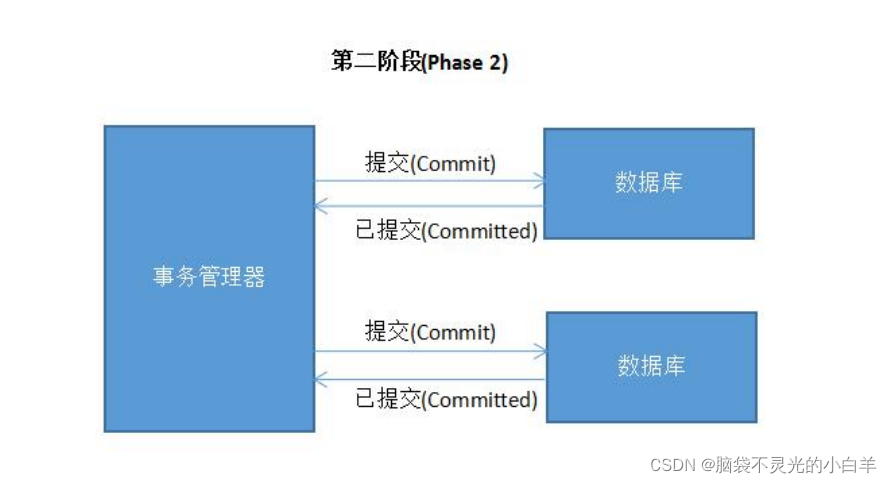 第二阶段(Phase 2)
提交(Commit)
数据库
已提交(Committed)
事务管理器
提交(Commit)
数据库
已提交(Committed)
CSDN @脑袋不灵光的小白羊